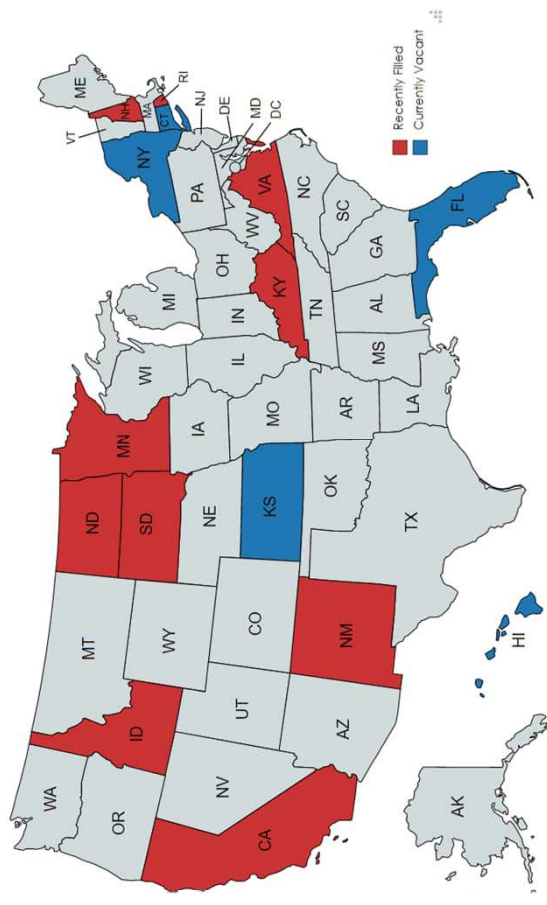 WA
OR
CA
NV
ID
MT
WY
UT
AZ
CO
NM
ND
SD
NE
KS
OK
TX
MN
IA
MO
AR
LA
WI
IL
MI
IN
OH
KY
TN
MS
AL
GA
FL
SC
NC
VA
WV
PA
NY
VT
NH
ME
MA
CT
RI
NJ
DE
MD
DC
AK
HI
Recently Filled
Currently Vacant